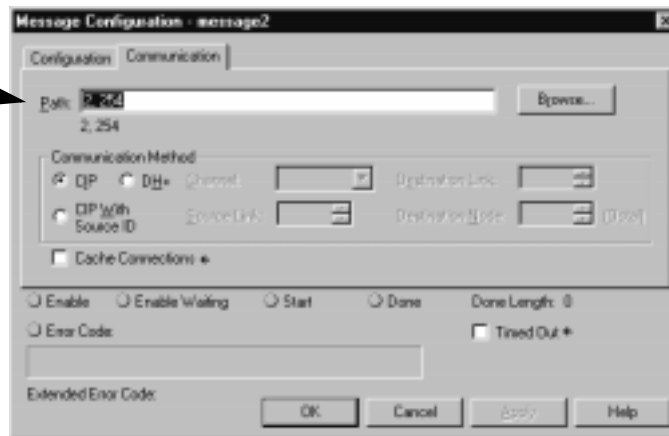 Message Configuration - message2
Configuration Communication
Path: 2, 254
Browse...
2, 254
Communication Method
CIP DH+ Channel: Destination Link:
CIP With Source ID Source Link: Destination Node: (Octal)
Cache Connections
Enable Enable Waiting Start Done Done Length: 0
Error Code: Timed Out
Extended Error Code:
OK Cancel Apply Help